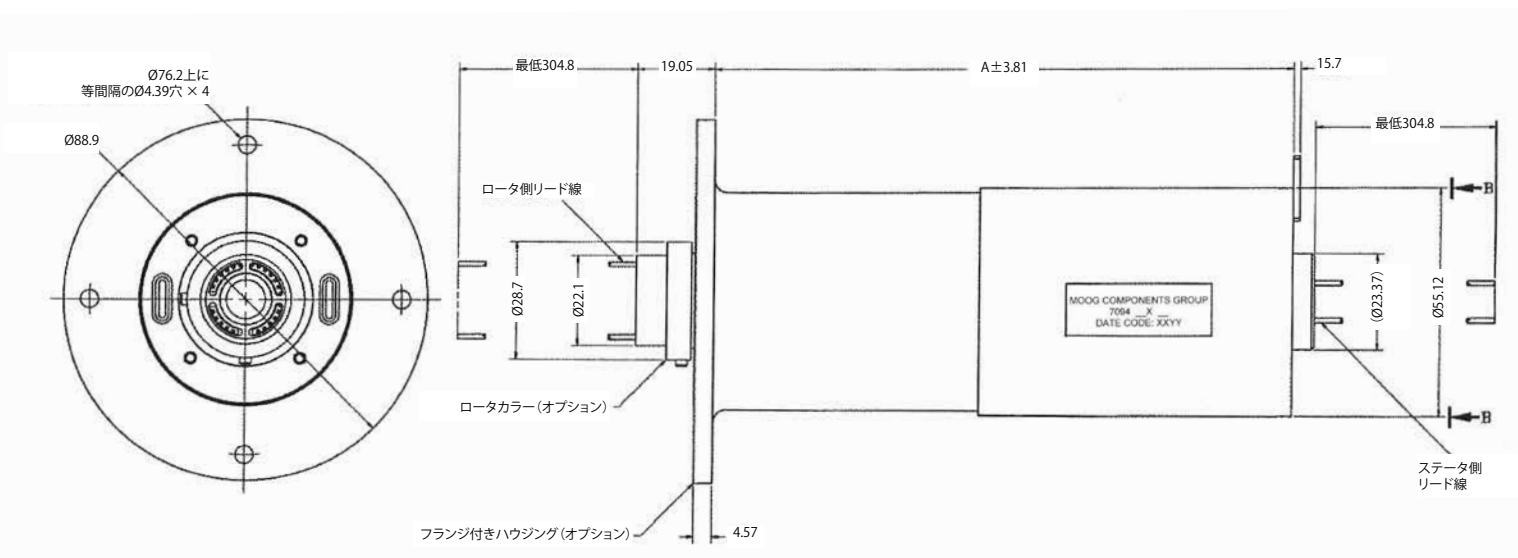 最低304.8
19.05
A±3.81
15.7
Ø76.2上に
等間隔のØ4.39穴 × 4
最低304.8
Ø88.9
ロータ側リード線
B
Ø28.7
Ø22.1
MOOG COMPONENTS GROUP
7094 __X __
DATE CODE: XXYY
(Ø23.37)
Ø55.12
ロータカラー（オプション）
B
ステータ側
リード線
フランジ付きハウジング（オプション）
4.57